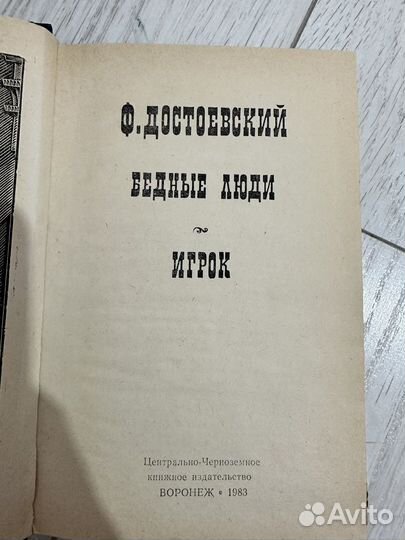 Ф. ДОСТОЕВСКИЙ
БЕДНЫЕ ЛЮДИ
ИГРОК
Центрально-Черноземное
книжное издательство
ВОРОНЕЖ • 1983
Avito